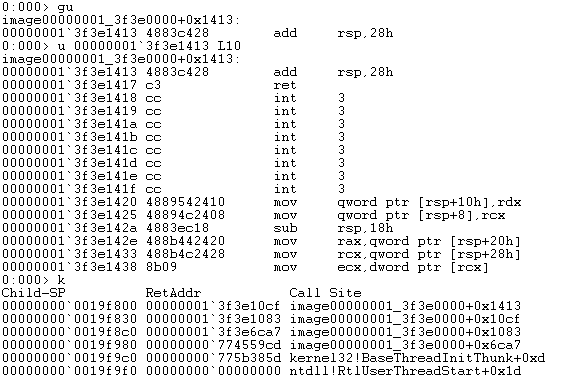 0:000> gu
image00000001_3f3e0000+0x1413:
00000001`3f3e1413 4883c428 add rsp,28h
0:000> u 00000001`3f3e1413 L10
image00000001_3f3e0000+0x1413:
00000001`3f3e1413 4883c428 add rsp,28h
00000001`3f3e1417 c3 ret
00000001`3f3e1418 cc int 3
00000001`3f3e1419 cc int 3
00000001`3f3e141a cc int 3
00000001`3f3e141b cc int 3
00000001`3f3e141c cc int 3
00000001`3f3e141d cc int 3
00000001`3f3e141e cc int 3
00000001`3f3e141f cc int 3
00000001`3f3e1420 4889542410 mov qword ptr [rsp+10h],rdx
00000001`3f3e1425 48894c2408 mov qword ptr [rsp+8],rcx
00000001`3f3e142a 4883ec18 sub rsp,18h
00000001`3f3e142e 488b442420 mov rax,qword ptr [rsp+20h]
00000001`3f3e1433 488b4c2428 mov rcx,qword ptr [rsp+28h]
00000001`3f3e1438 8b09 mov ecx,dword ptr [rcx]
0:000> k
Child-SP RetAddr Call Site
00000000`0019f800 00000001`3f3e10cf image00000001_3f3e0000+0x1413
00000000`0019f830 00000001`3f3e1083 image00000001_3f3e0000+0x10cf
00000000`0019f8c0 00000001`3f3e6ca7 image00000001_3f3e0000+0x1083
00000000`0019f980 00000000`774559cd image00000001_3f3e0000+0x6ca7
00000000`0019f9c0 00000000`775b385d kernel32!BaseThreadInitThunk+0xd
00000000`0019f9f0 00000000`00000000 ntdll!RtlUserThreadStart+0x1d